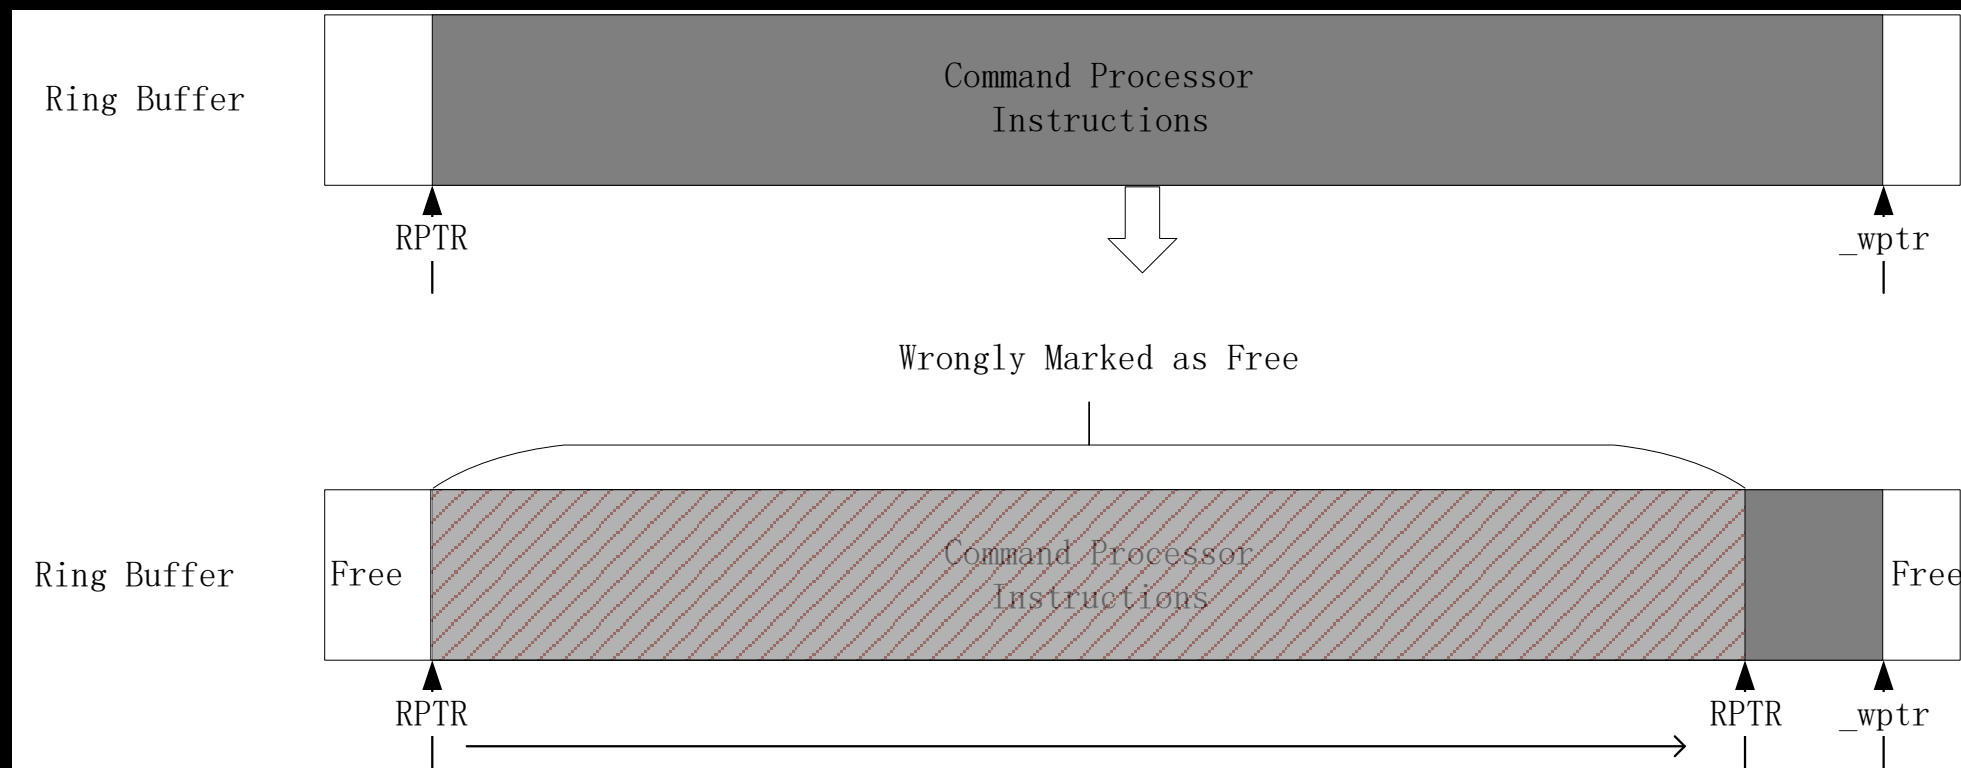 Command Processor
Instructions
Ring Buffer
RPTR
_wptr
Wrongly Marked as Free
Command Processor
Instructions
Ring Buffer
Free
Free
RPTR
RPTR
_wptr